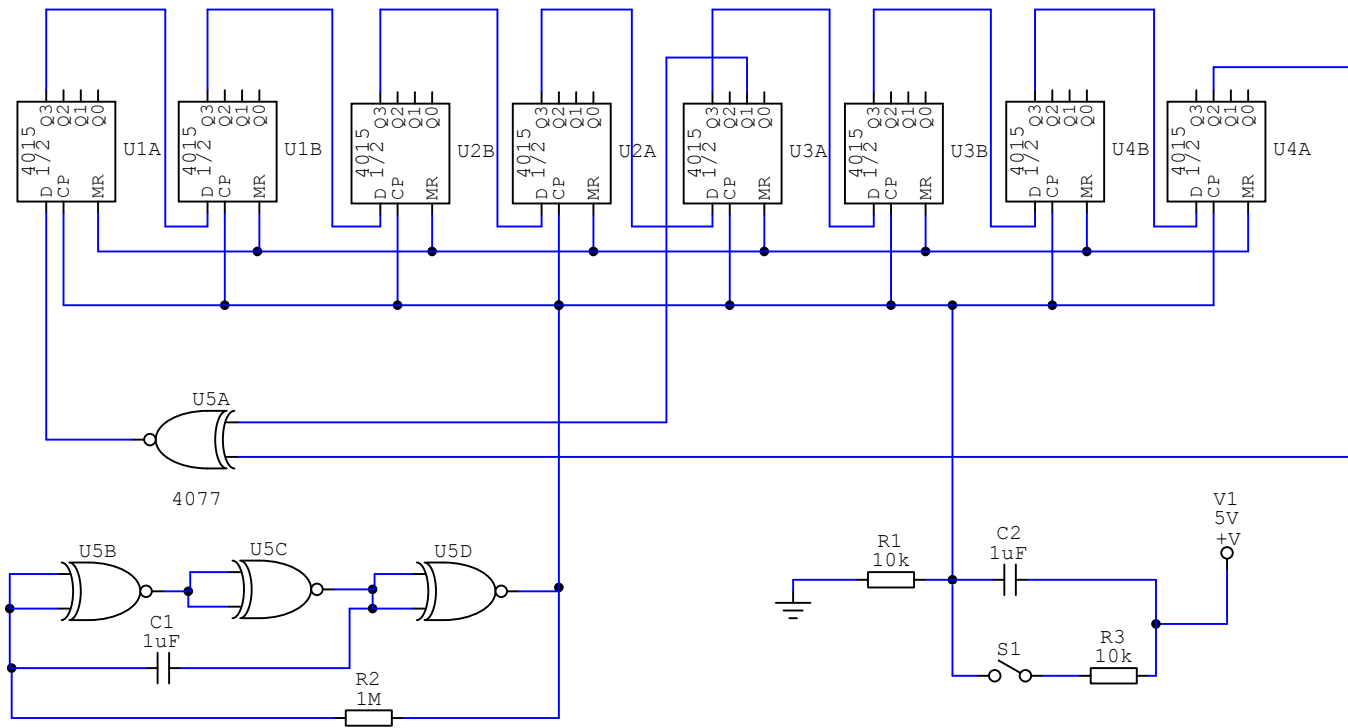 Q3 Q2 Q1 Q0
4015
1/2
D CP MR
U1A
Q3 Q2 Q1 Q0
4015
1/2
D CP MR
U1B
Q3 Q2 Q1 Q0
4015
1/2
D CP MR
U2B
Q3 Q2 Q1 Q0
4015
1/2
D CP MR
U2A
Q3 Q2 Q1 Q0
4015
1/2
D CP MR
U3A
Q3 Q2 Q1 Q0
4015
1/2
D CP MR
U3B
Q3 Q2 Q1 Q0
4015
1/2
D CP MR
U4B
Q3 Q2 Q1 Q0
4015
1/2
D CP MR
U4A
U5A
4077
U5B
U5C
U5D
C1
1uF
R2
1M
R1
10k
C2
1uF
V1
5V
+V
S1
R3
10k